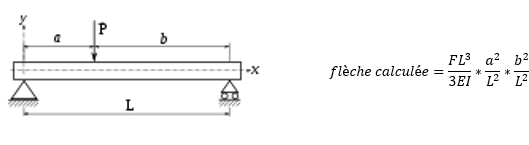 y
P
a b
x
L
flèche calculée = FL³/3EI * a²/L² * b²/L²